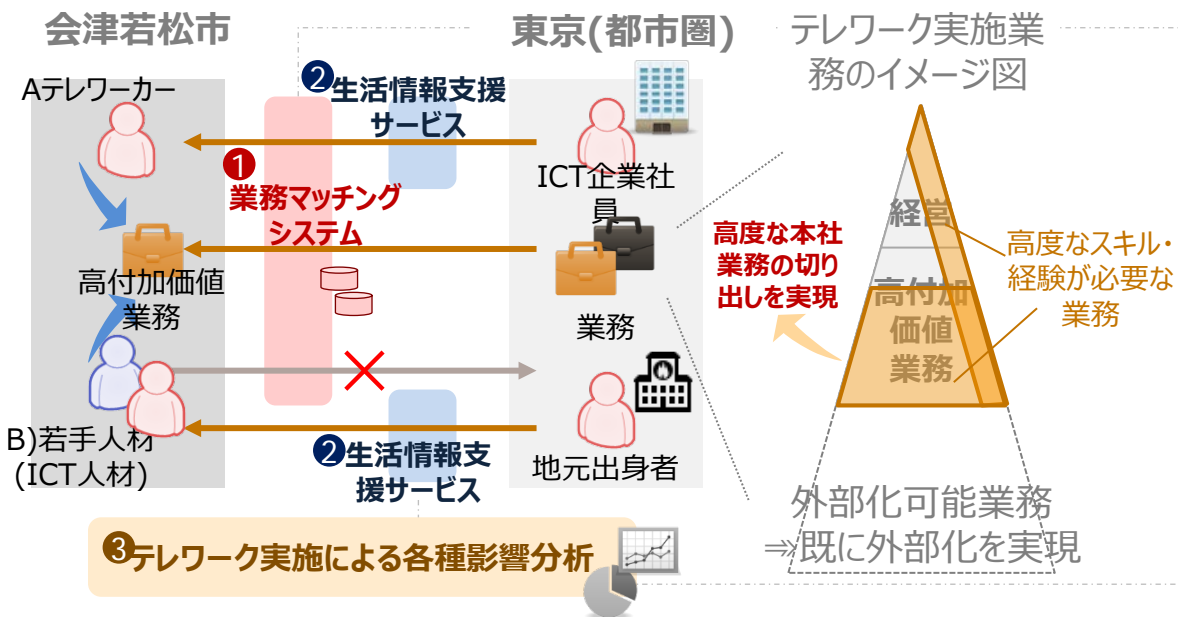 会津若松市
東京(都市圏)
テレワーク実施業
務のイメージ図
Aテレワーカー
❷生活情報支援
サービス
❶
業務マッチング
システム
ICT企業社
員
高付加価値
業務
業務
高度な本社
業務の切り
出しを実現
経営
高付加
価値
業務
高度なスキル・
経験が必要な
業務
B)若手人材
(ICT人材)
❷生活情報支
援サービス
地元出身者
外部化可能業務
⇒既に外部化を実現
❸テレワーク実施による各種影響分析